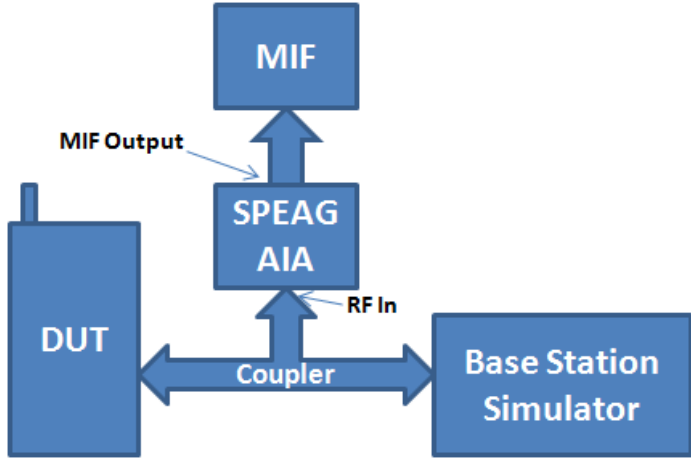 MIF
MIF Output
SPEAG
AIA
RF In
DUT
Coupler
Base Station
Simulator